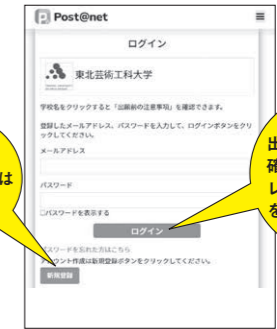 Post@net
ログイン
東北芸術工科大学
学校名をクリックすると「出願前の注意事項」を確認できます。
登録したメールアドレス、パスワードを入力して、ログインボタンをクリ
ックしてください。
メールアドレス
は
出
確
レ
を
パスワード
□パスワードを表示する
ログイン
パスワードを忘れた方はこちら
アカウント作成は新規登録ボタンをクリックしてください。
新規登録